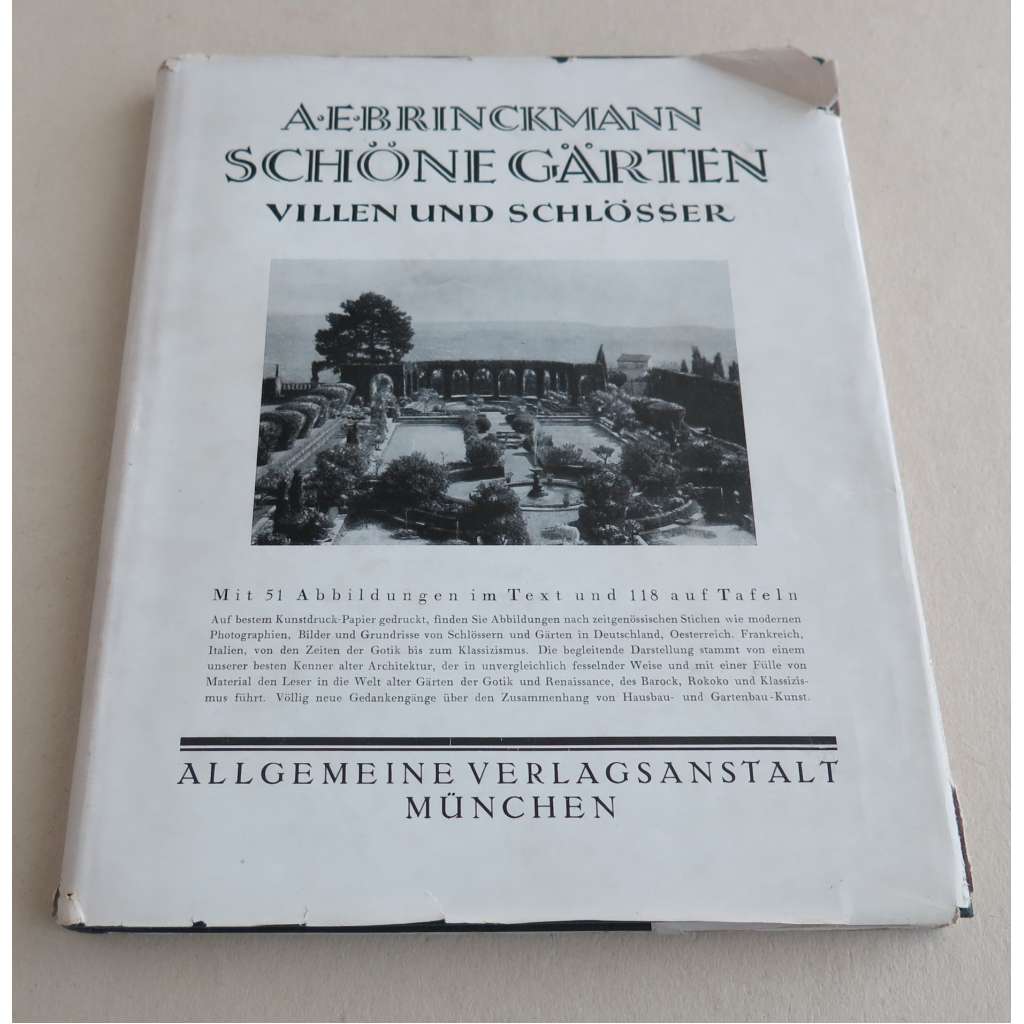 A·E·BRINCKMANN
SCHÖNE GÄRTEN
VILLEN UND SCHLÖSSER
Mit 51 Abbildungen im Text und 118 auf Tafeln
Auf bestem Kunstdruck-Papier gedruckt, finden Sie Abbildungen nach zeitgenössischen Stichen wie modernen
Photographien, Bilder und Grundrisse von Schlössern und Gärten in Deutschland, Oesterreich. Frankreich,
Italien, von den Zeiten der Gotik bis zum Klassizismus. Die begleitende Darstellung stammt von einem
unserer besten Kenner alter Architektur, der in unvergleichlich fesselnder Weise und mit einer Fülle von
Material den Leser in die Welt alter Gärten der Gotik und Renaissance, des Barock, Rokoko und Klassizis-
mus führt. Völlig neue Gedankengänge über den Zusammenhang von Hausbau- und Gartenbau-Kunst.
ALLGEMEINE VERLAGSANSTALT
MÜNCHEN